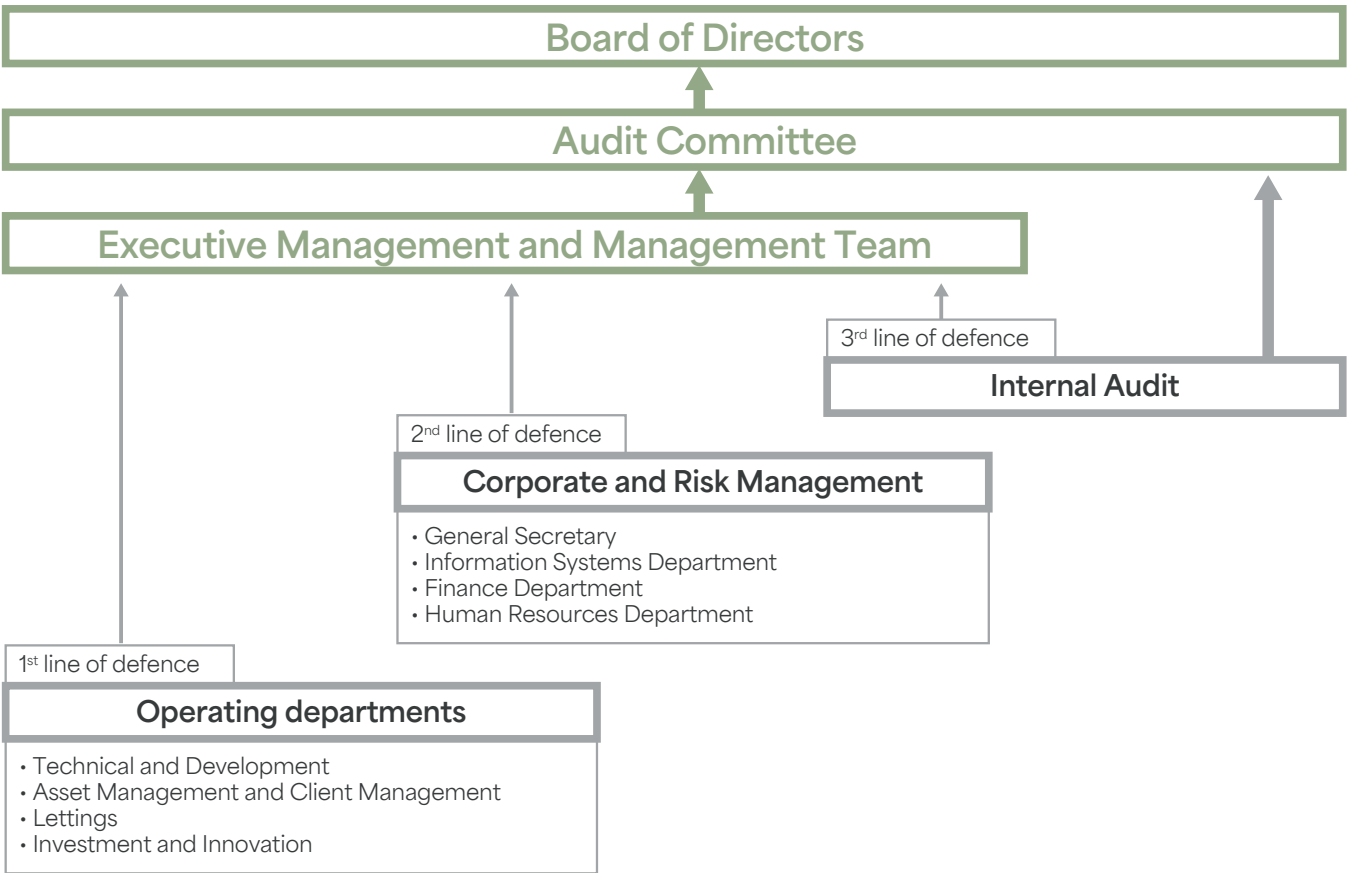 Board of Directors
Audit Committee
Executive Management and Management Team
3rd line of defence
Internal Audit
2nd line of defence
Corporate and Risk Management
• General Secretary
• Information Systems Department
• Finance Department
• Human Resources Department
1st line of defence
Operating departments
• Technical and Development
• Asset Management and Client Management
• Lettings
• Investment and Innovation